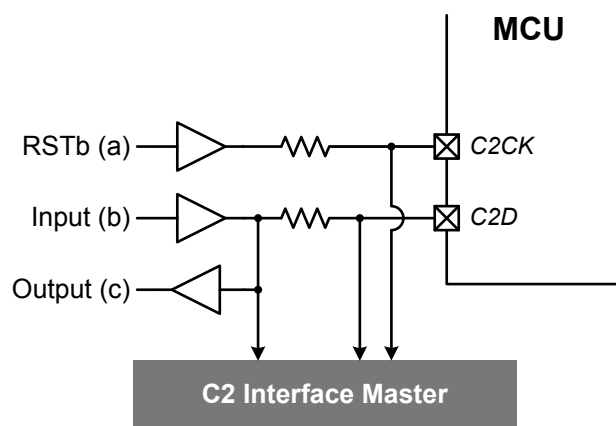 MCU
RSTb (a)
C2CK
Input (b)
C2D
Output (c)
C2 Interface Master